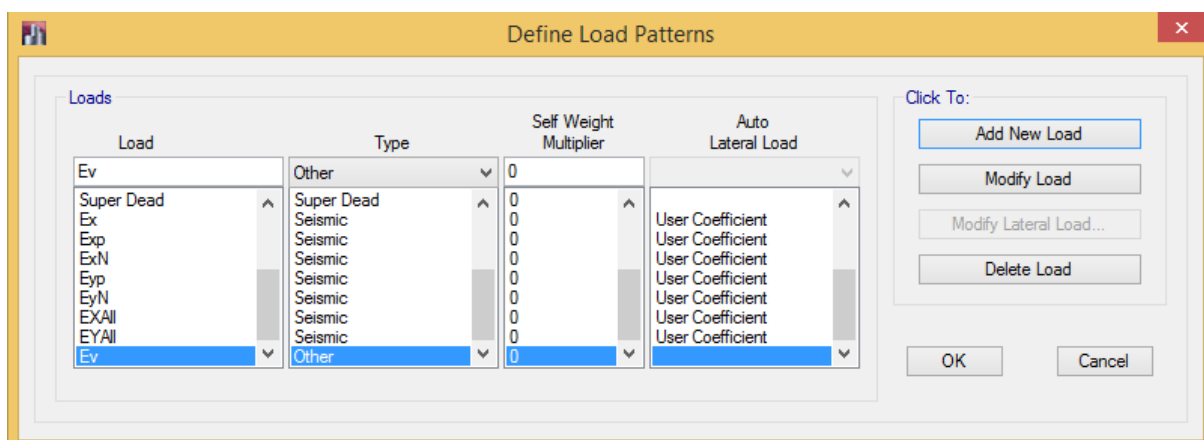 Define Load Patterns
Loads
Click To:
Load Type Self Weight Multiplier Auto Lateral Load
Ev Other 0
Super Dead Super Dead 0
Ex Seismic 0 User Coefficient
Exp Seismic 0 User Coefficient
ExN Seismic 0 User Coefficient
Eyp Seismic 0 User Coefficient
EyN Seismic 0 User Coefficient
EXAll Seismic 0 User Coefficient
EYAll Seismic 0 User Coefficient
Ev Other 0
Add New Load
Modify Load
Modify Lateral Load...
Delete Load
OK Cancel